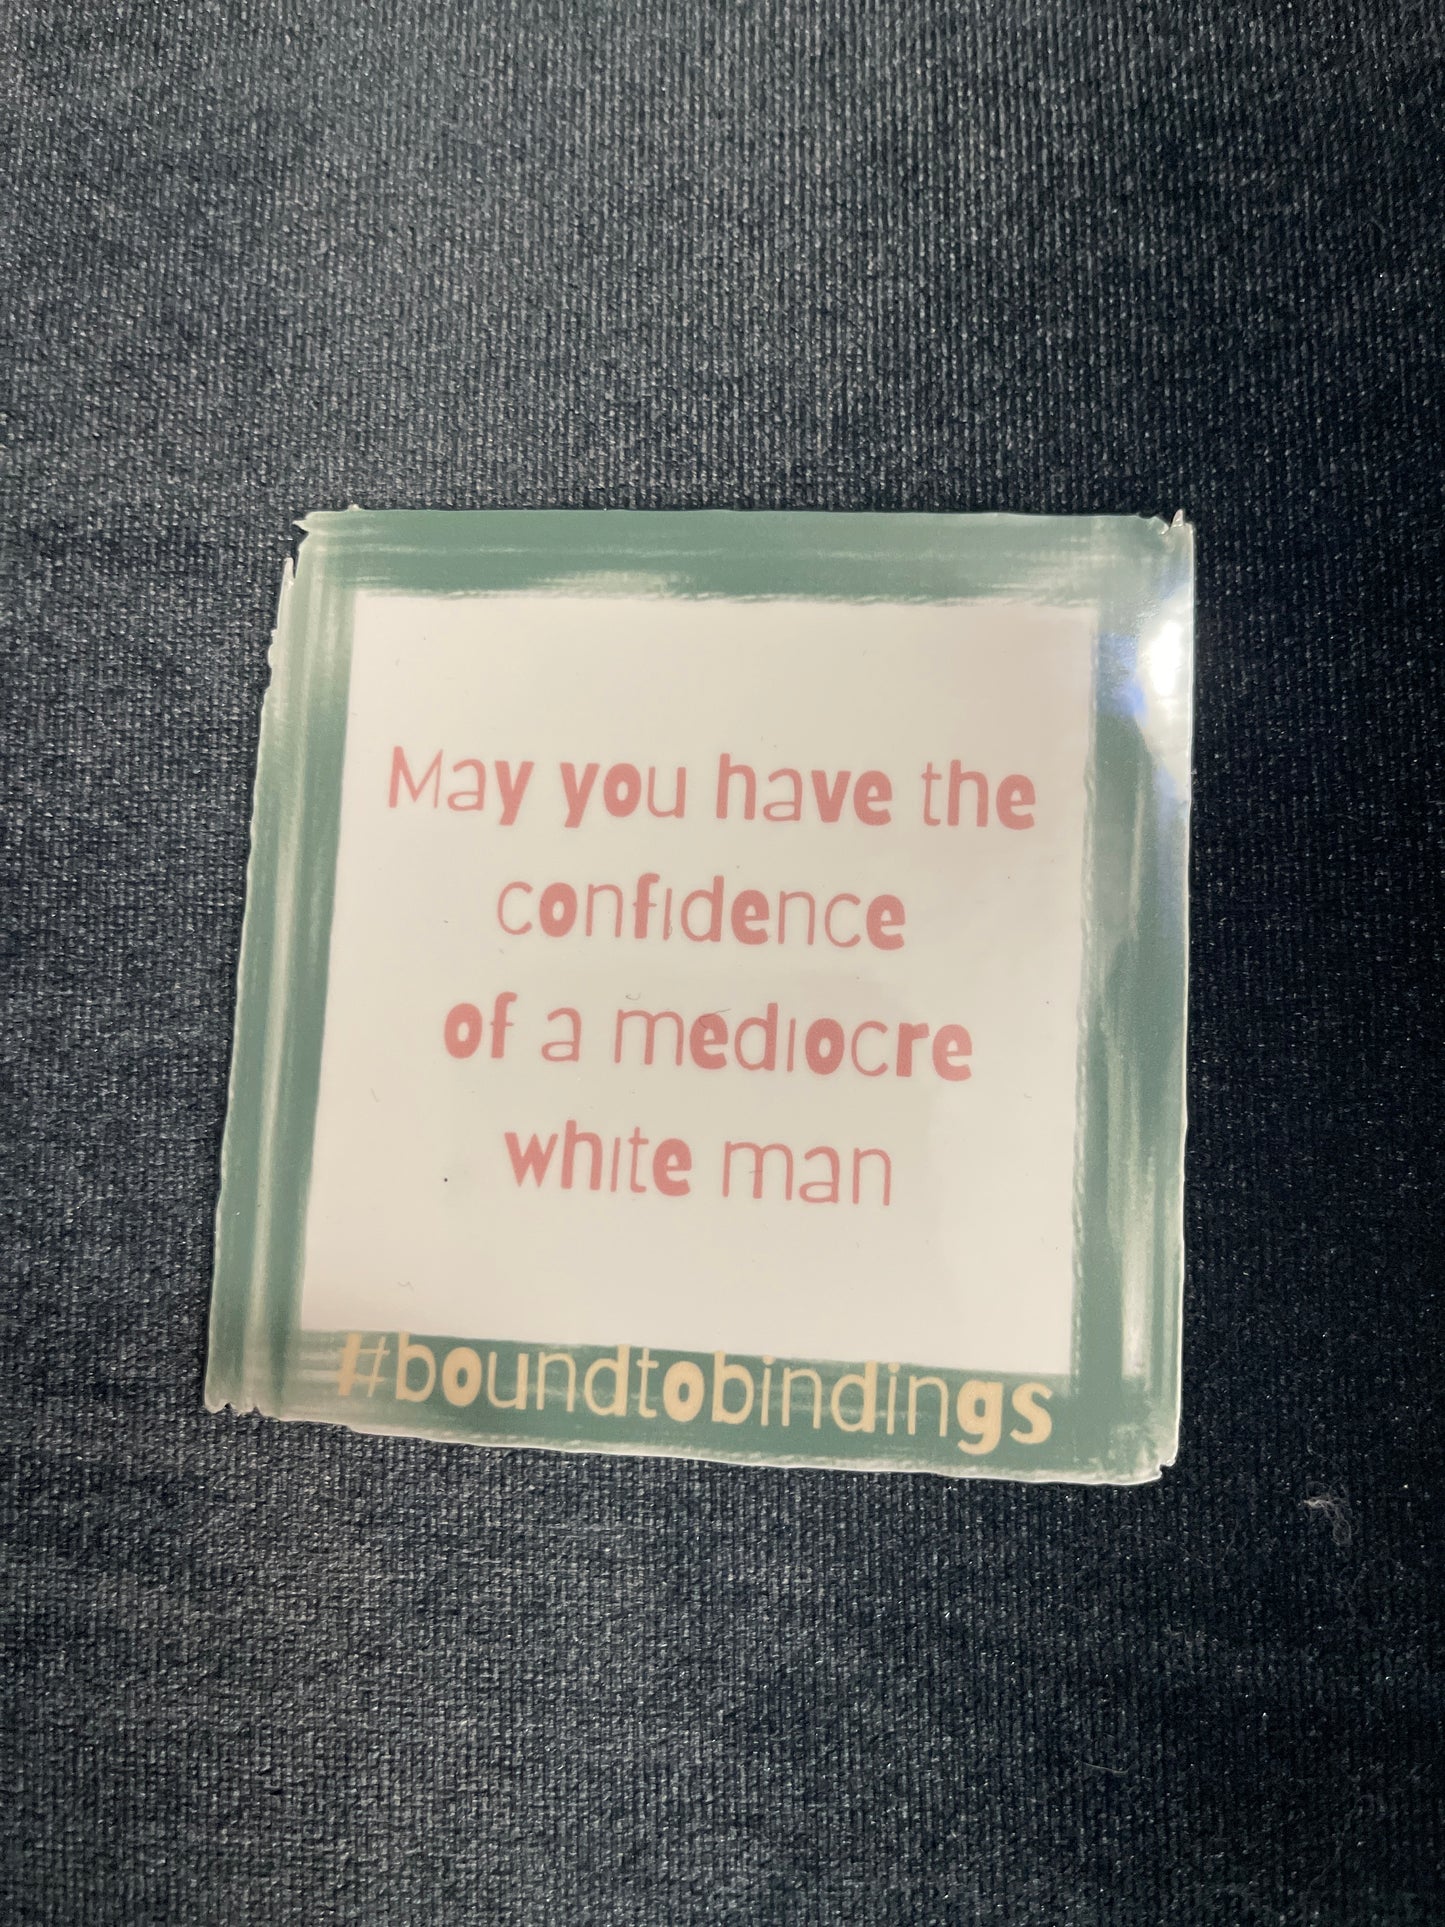 May you have the
confidence
of a mediocre
white man
#boundtobindings